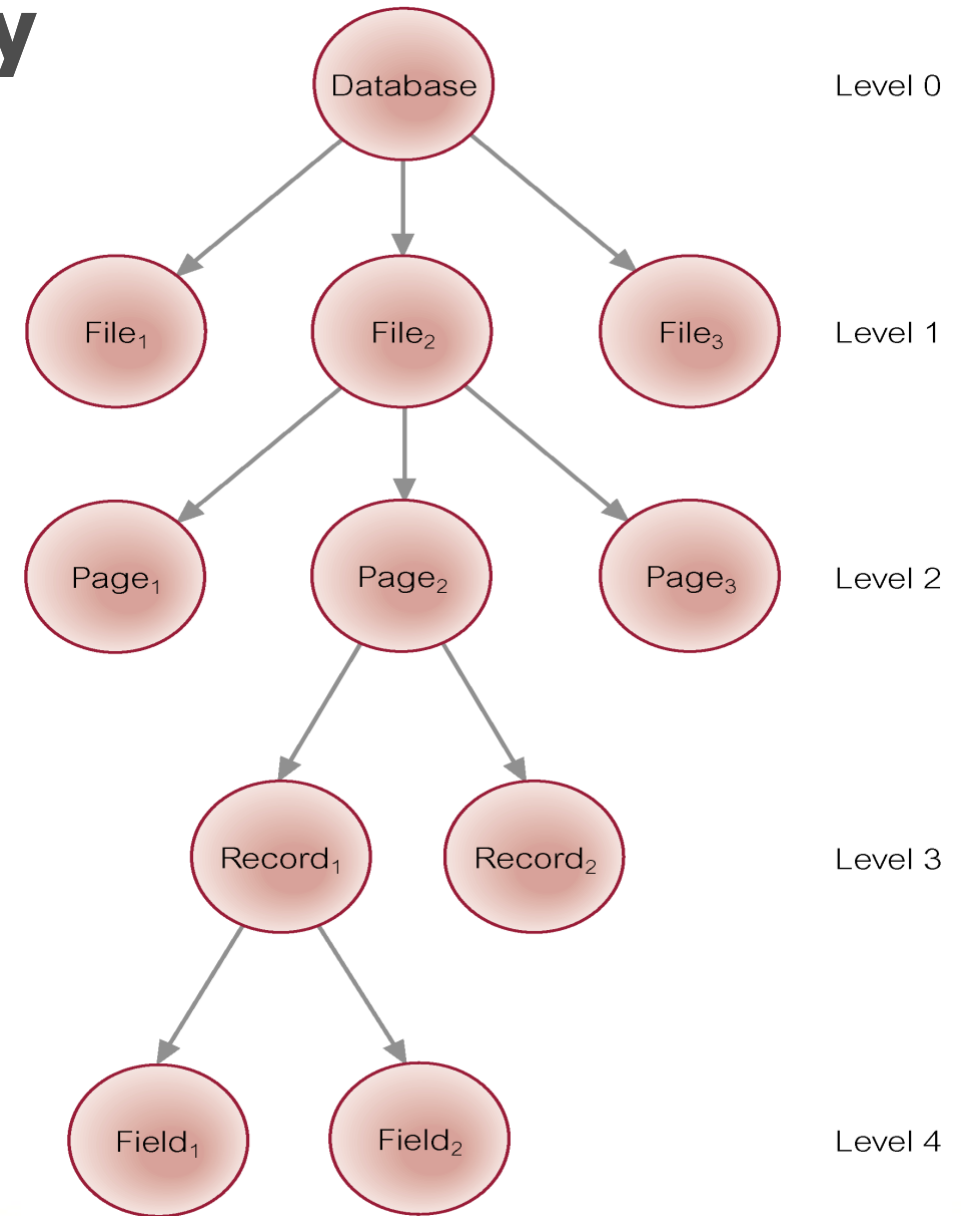 y
Database Level 0
File₁ File₂ File₃ Level 1
Page₁ Page₂ Page₃ Level 2
Record₁ Record₂ Level 3
Field₁ Field₂ Level 4